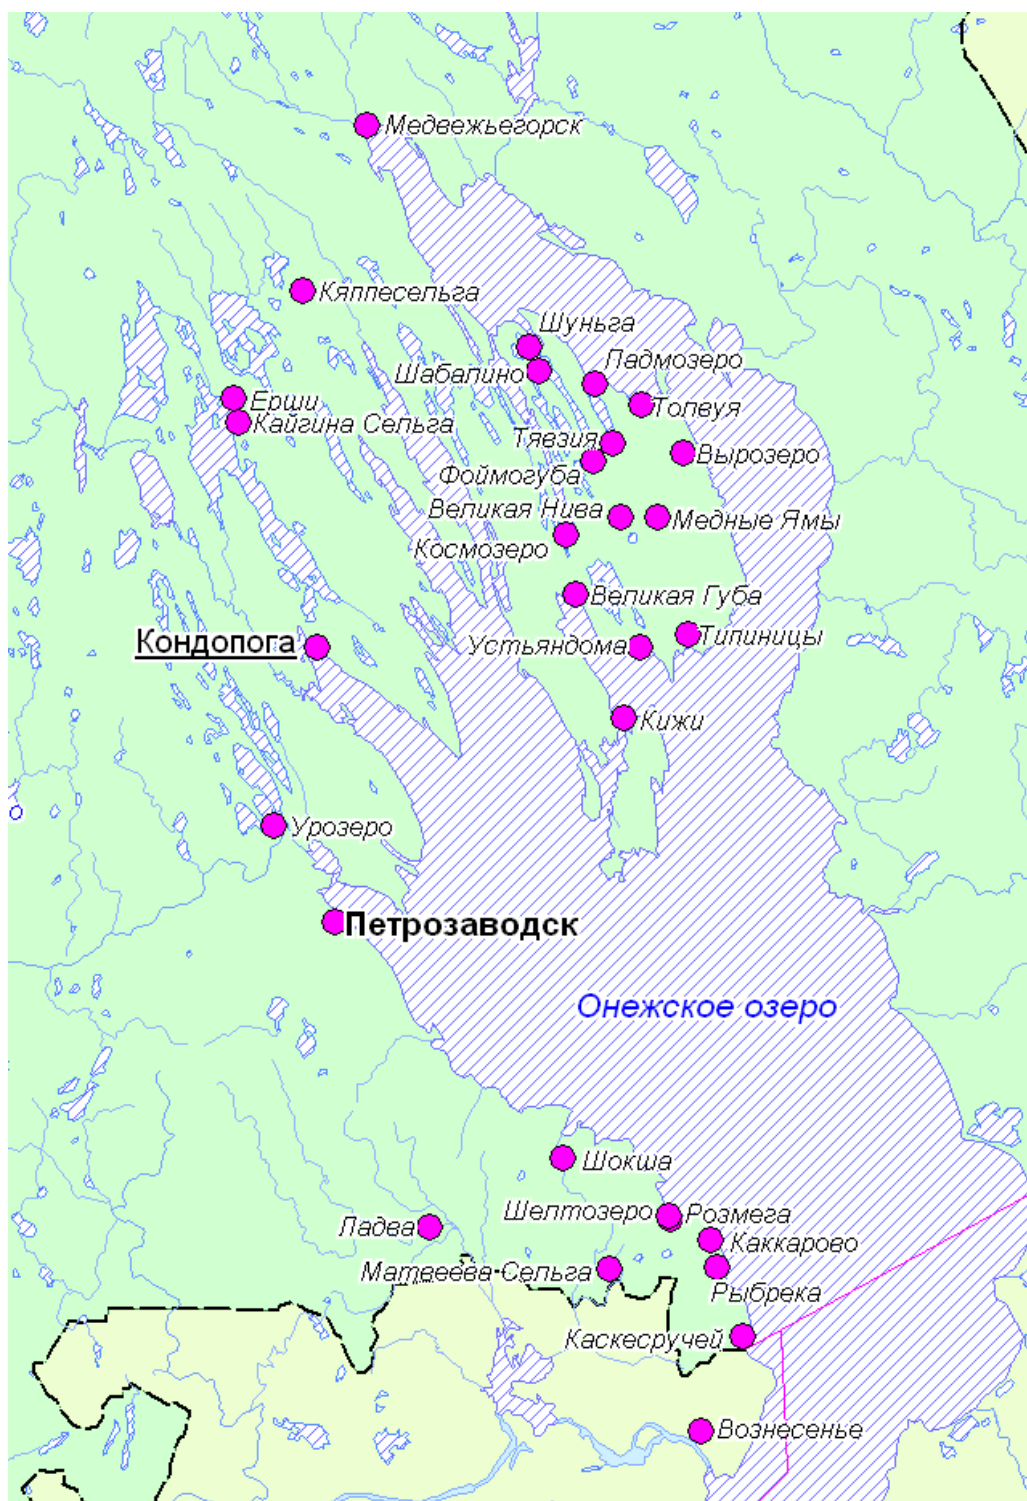 Медвежьегорск
Кяппесельга
Шуньга
Падмозеро
Шабалино
Ерши
Толвуя
Кайгина Сельга
Тявзия
Вырозеро
Фоймогуба
Великая Нива
Медные Ямы
Космозеро
Великая Губа
Кондопога
Устьяндома
Типиницы
Кижи
о
Урозеро
Петрозаводск
Онежское озеро
Шокша
Шелтозеро
Розмега
Ладва
Каккарово
Матвеева Сельга
Рыбрека
Каскесручей
Вознесенье